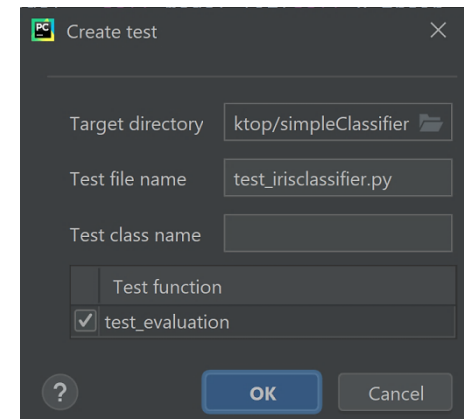 PC
Create test
Target directory ktop/simpleClassifier
Test file name test_irisclassifier.py
Test class name
Test function
test_evaluation
? OK Cancel